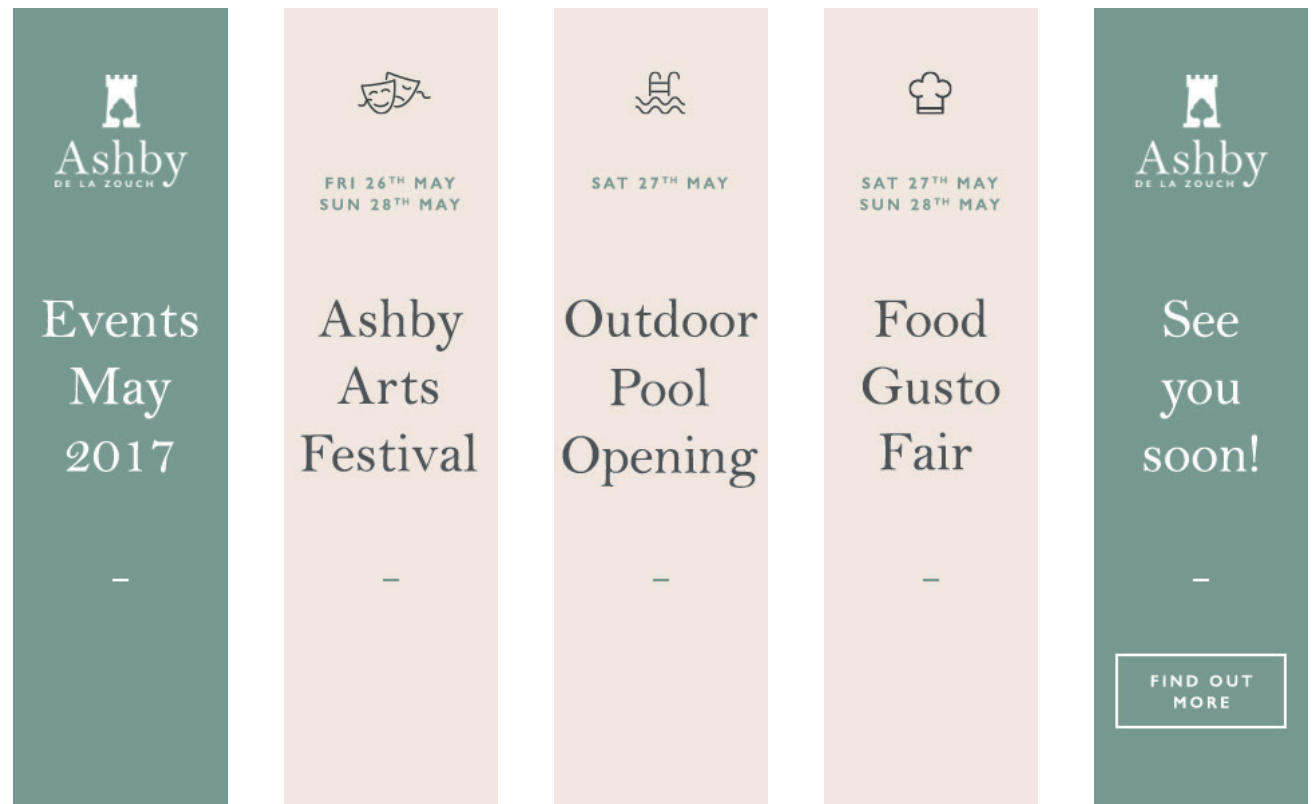 Ashby
DE LA ZOUCH
Events
May
2017
FRI 26TH MAY
SUN 28TH MAY
Ashby
Arts
Festival
SAT 27TH MAY
Outdoor
Pool
Opening
SAT 27TH MAY
SUN 28TH MAY
Food
Gusto
Fair
Ashby
DE LA ZOUCH
See
you
soon!
FIND OUT
MORE